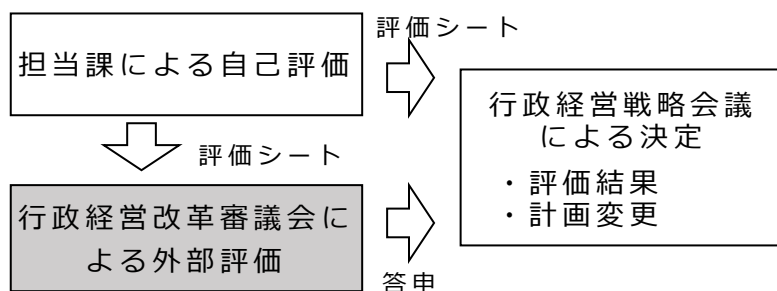 評価シート
担当課による自己評価
評価シート
行政経営戦略会議
による決定
・評価結果
・計画変更
行政経営改革審議会に
よる外部評価
答申